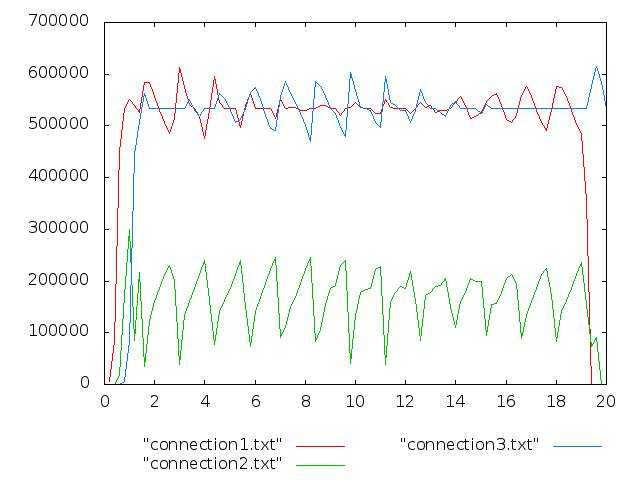 700000
600000
500000
400000
300000
200000
100000
0
0 2 4 6 8 10 12 14 16 18 20
"connection1.txt" "connection3.txt"
"connection2.txt"